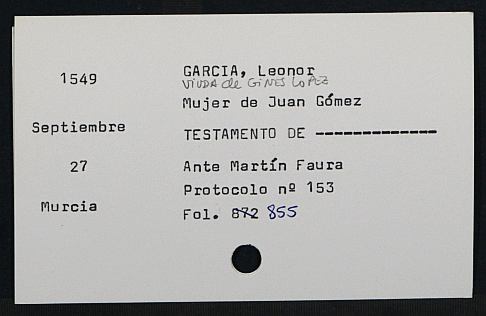 1549
GARCIA, Leonor
VIUDA de GINES LOPEZ
Mujer de Juan Gómez
Septiembre
TESTAMENTO DE --------------
27
Ante Martín Faura
Protocolo nº 153
Murcia
Fol. 872 855